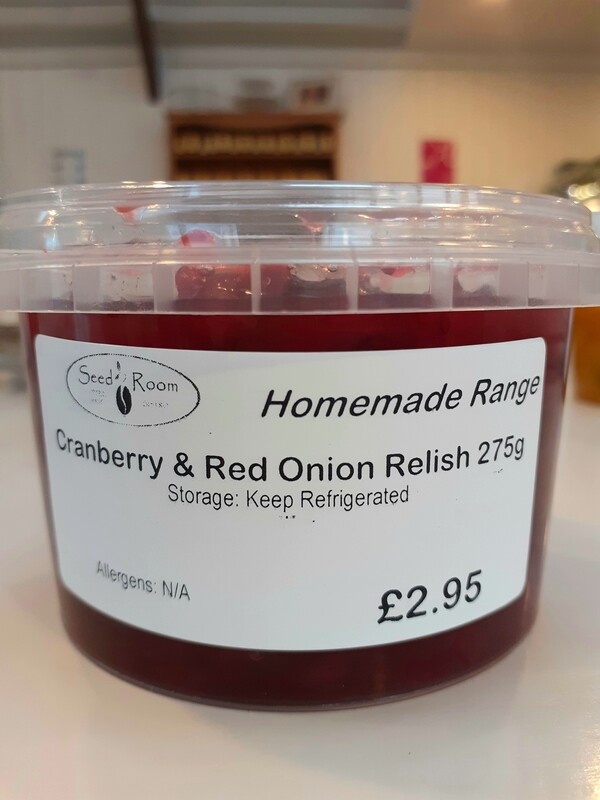 Seed Room
Homemade Range
Cranberry & Red Onion Relish 275g
Storage: Keep Refrigerated
Allergens: N/A
£2.95